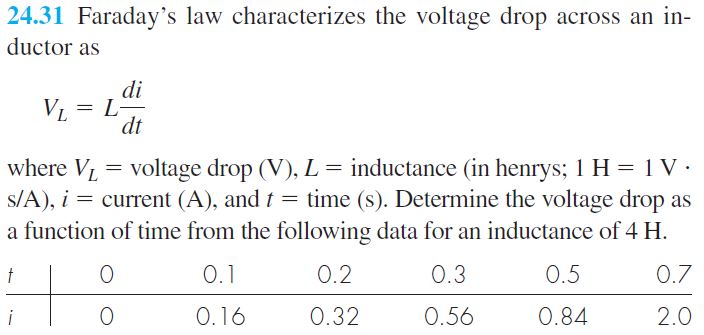 24.31 Faraday’s law characterizes the voltage drop across an in-
ductor as
V_L = L di/dt
where V_L = voltage drop (V), L = inductance (in henrys; 1 H = 1 V ·
s/A), i = current (A), and t = time (s). Determine the voltage drop as
a function of time from the following data for an inductance of 4 H.
t 0 0.1 0.2 0.3 0.5 0.7
i 0 0.16 0.32 0.56 0.84 2.0